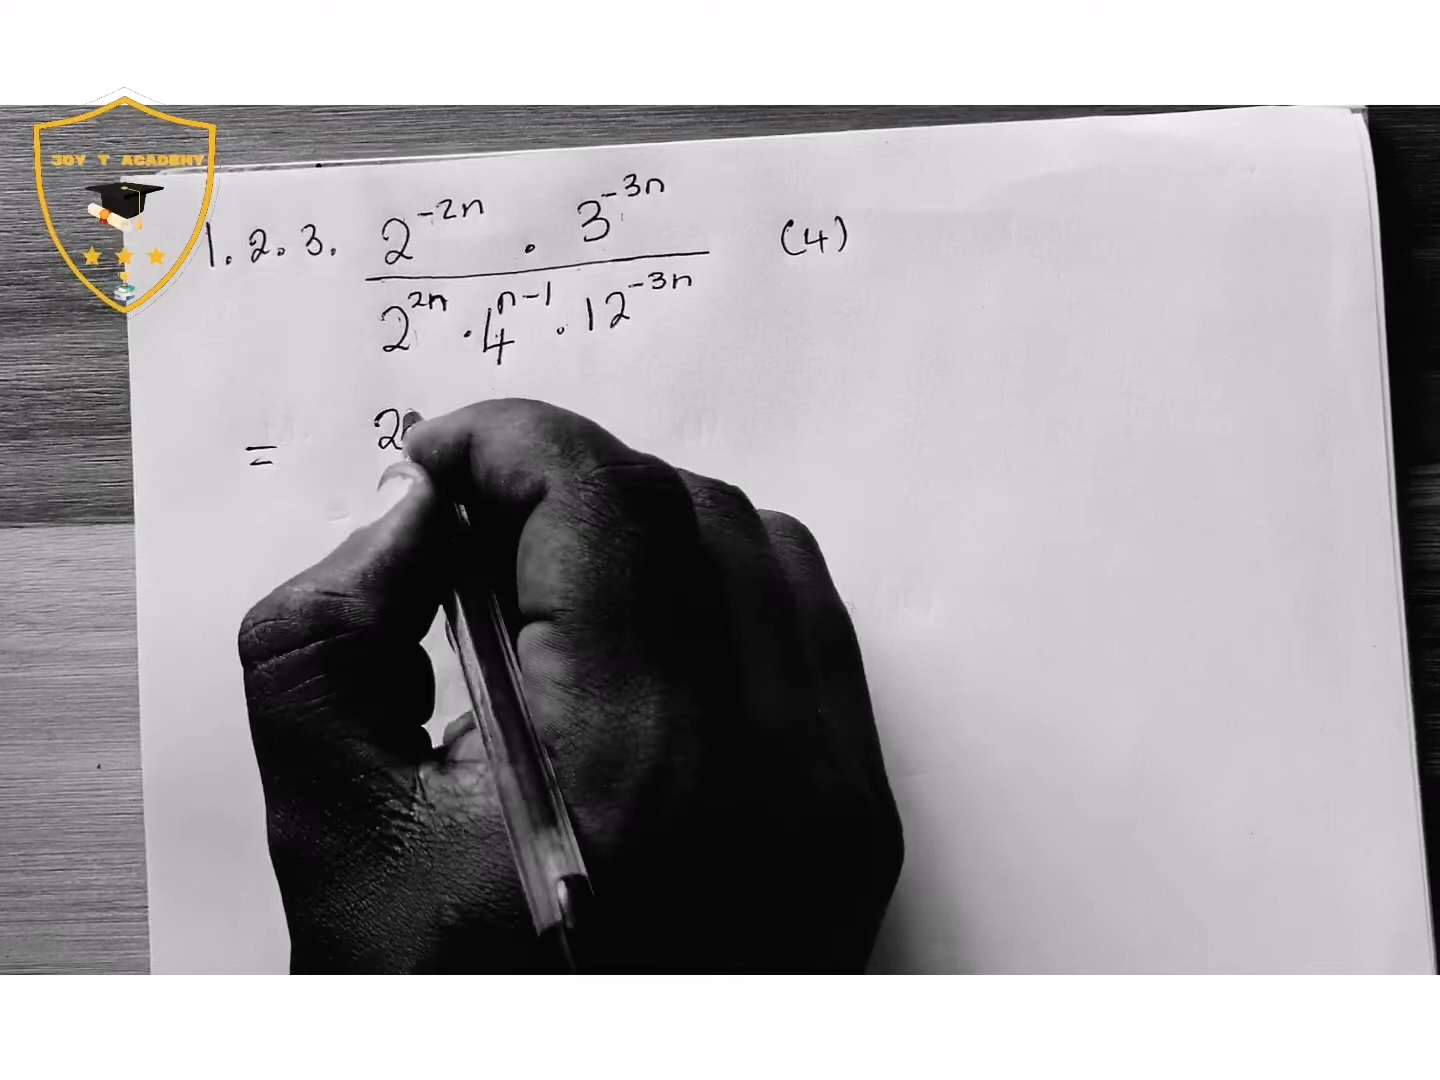 JOY T ACADEMY
1.2.3. 2^{-2n} . 3^{-3n} (4)
2^{2n} . 4^{n-1} . 12^{-3n}
= 2